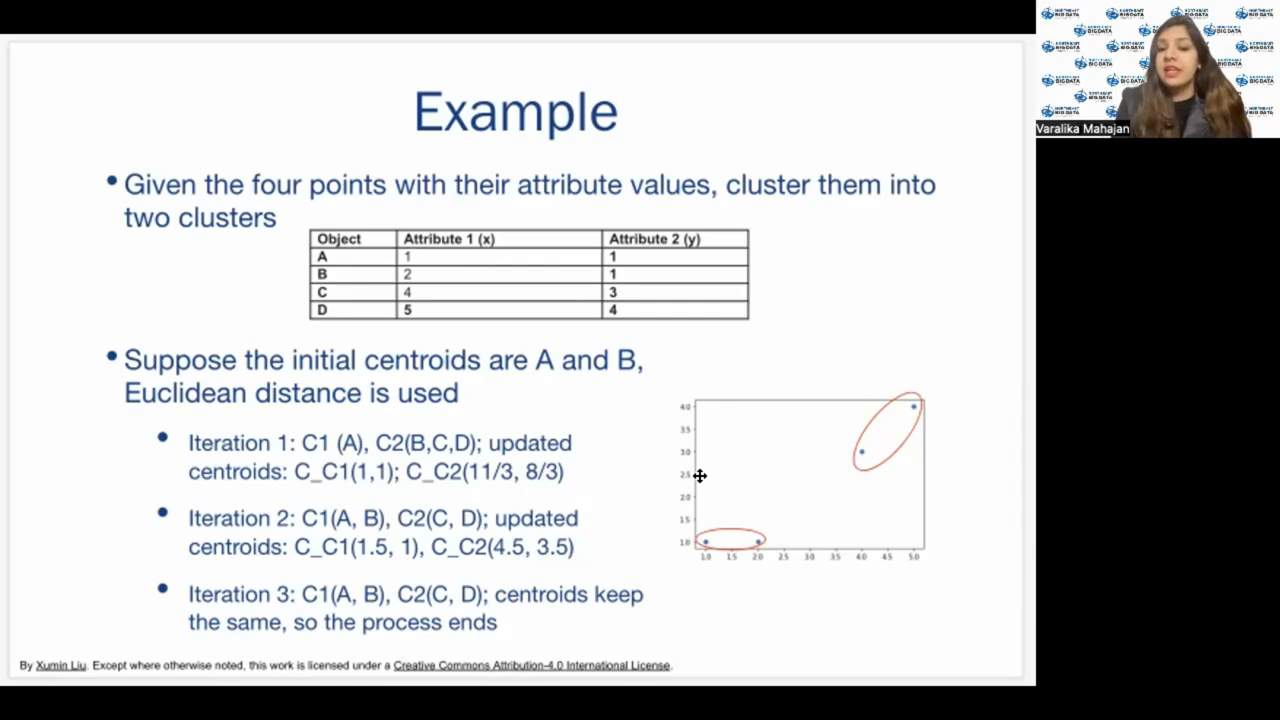 Example
• Given the four points with their attribute values, cluster them into
two clusters
Object Attribute 1 (x) Attribute 2 (y)
A 1 1
B 2 1
C 4 3
D 5 4
• Suppose the initial centroids are A and B,
Euclidean distance is used
• Iteration 1: C1 (A), C2(B,C,D); updated
centroids: C_C1(1,1); C_C2(11/3, 8/3)
• Iteration 2: C1(A, B), C2(C, D); updated
centroids: C_C1(1.5, 1), C_C2(4.5, 3.5)
• Iteration 3: C1(A, B), C2(C, D); centroids keep
the same, so the process ends
4.0
3.5
3.0
2.5
2.0
1.5
1.0
1.0 1.5 2.0 2.5 3.0 3.5 4.0 4.5 5.0
By Xumin Liu. Except where otherwise noted, this work is licensed under a Creative Commons Attribution-4.0 International License.
NORTHEAST
BIG DATA
Varalika Mahajan